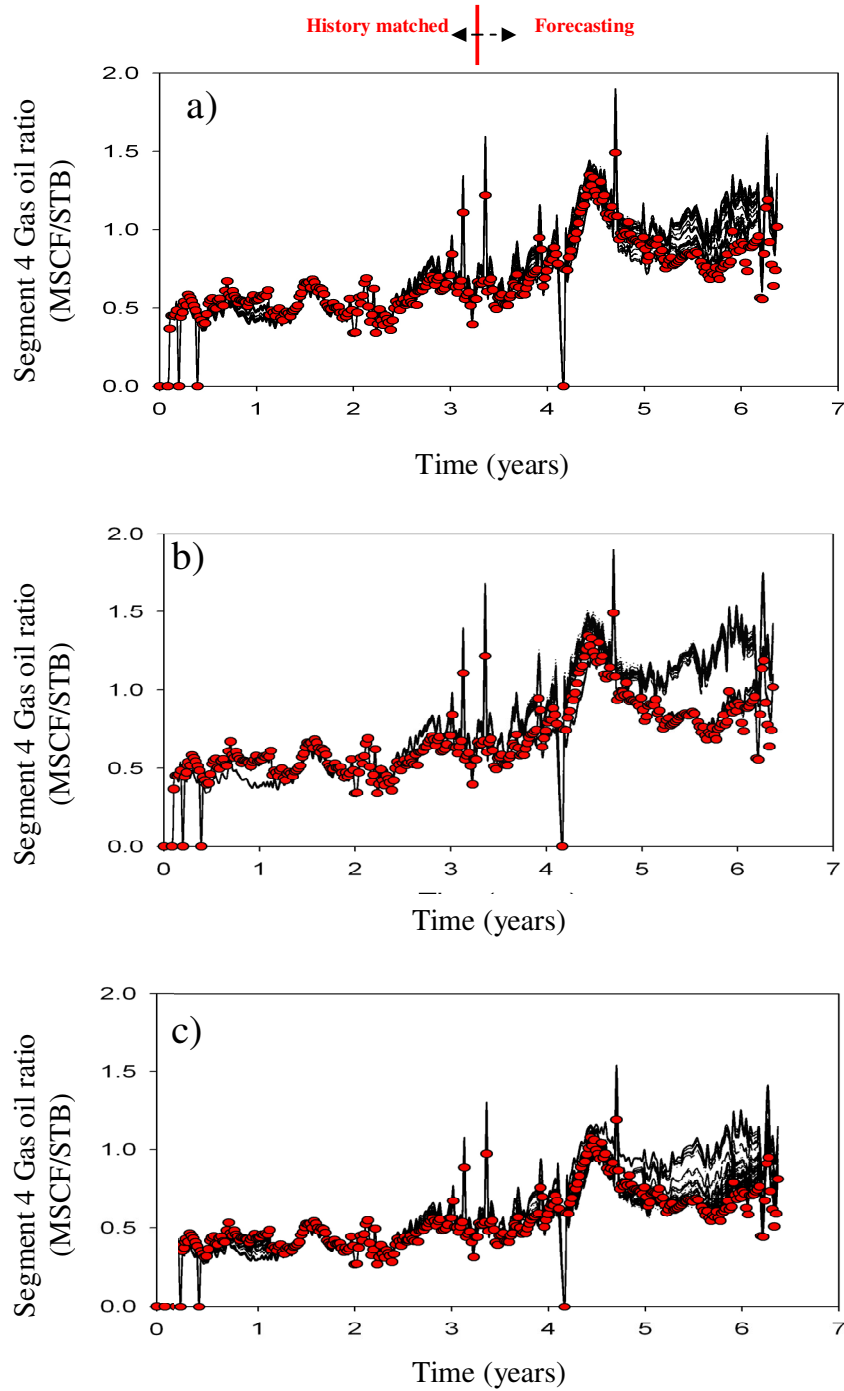 History matched Forecasting
a)
Segment 4 Gas oil ratio
(MSCF/STB)
2.0
1.5
1.0
0.5
0.0
0 1 2 3 4 5 6 7
Time (years)
b)
Segment 4 Gas oil ratio
(MSCF/STB)
2.0
1.5
1.0
0.5
0.0
0 1 2 3 4 5 6 7
Time (years)
c)
Segment 4 Gas oil ratio
(MSCF/STB)
2.0
1.5
1.0
0.5
0.0
0 1 2 3 4 5 6 7
Time (years)